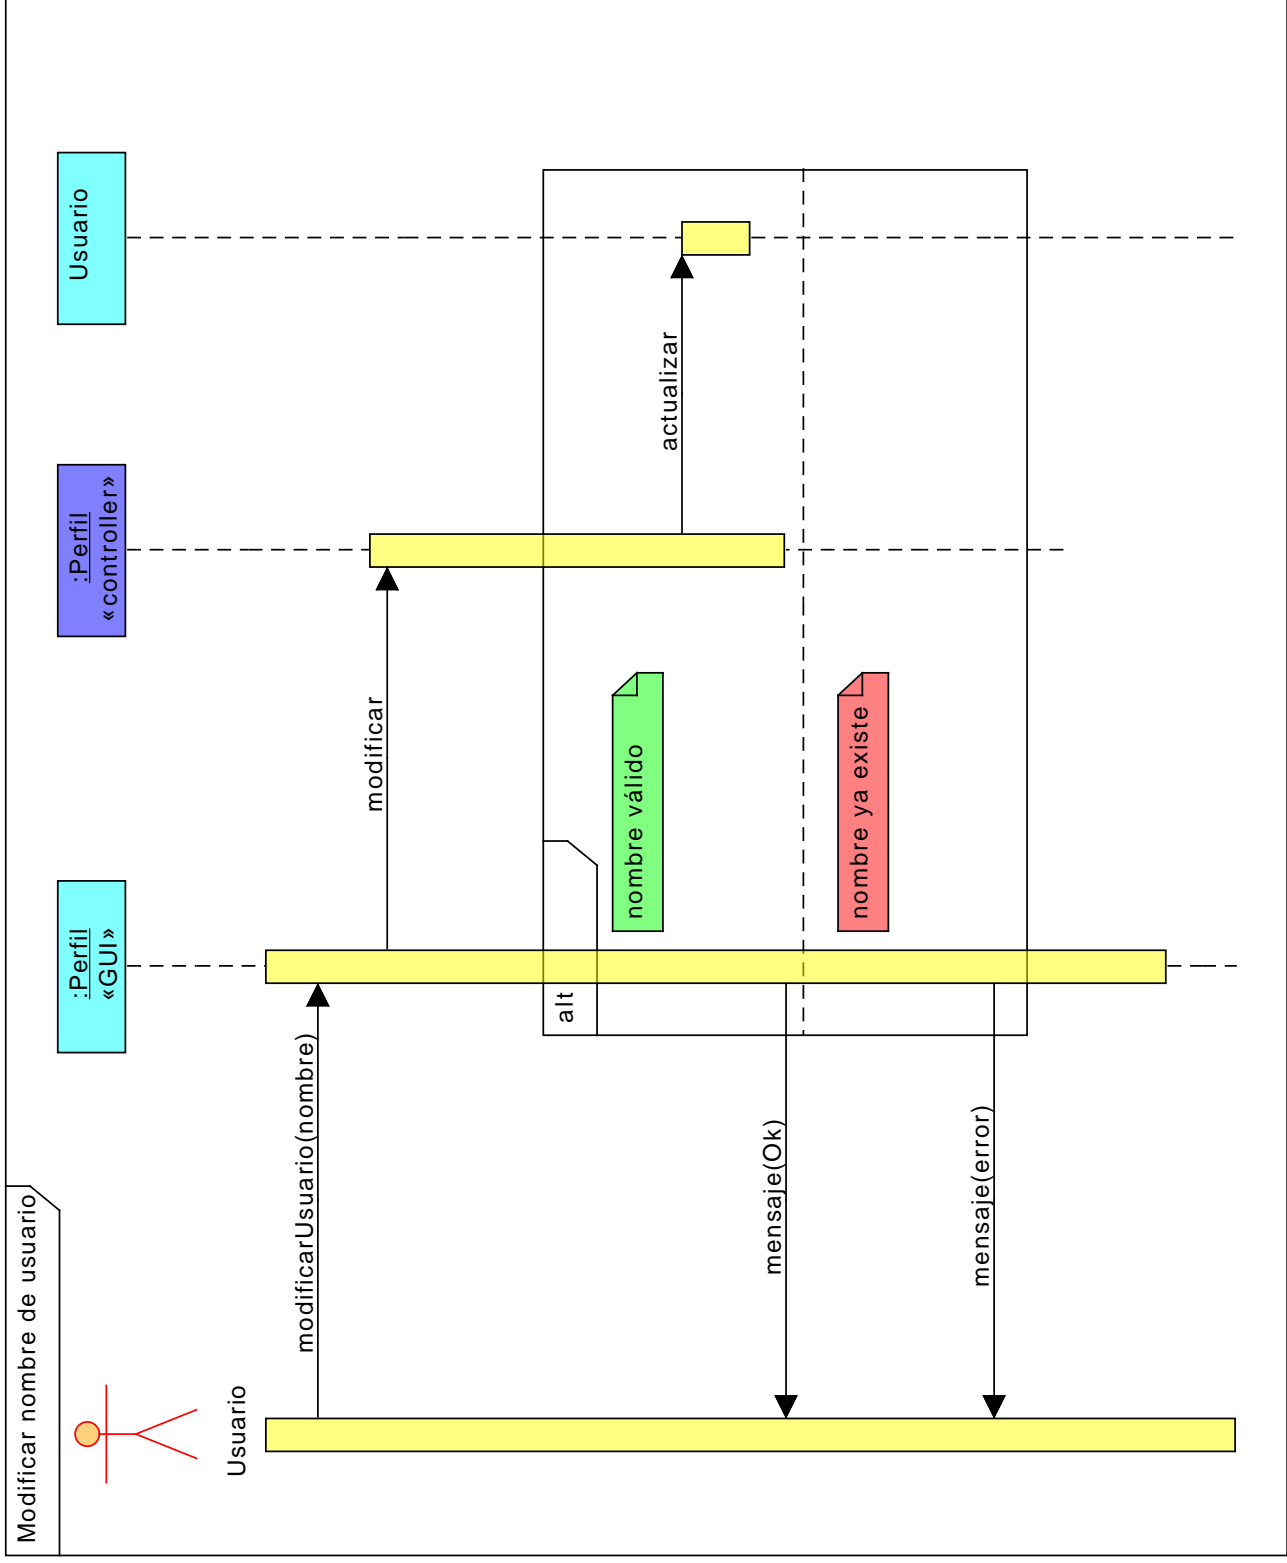 Modificar nombre de usuario
Usuario
:Perfil
«GUI»
:Perfil
«controller»
Usuario
modificarUsuario(nombre)
modificar
alt
nombre válido
actualizar
mensaje(Ok)
nombre ya existe
mensaje(error)